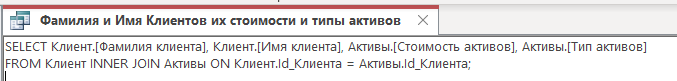 Фамилия и Имя Клиентов их стоимости и типы активов
SELECT Клиент.[Фамилия клиента], Клиент.[Имя клиента], Активы.[Стоимость активов], Активы.[Тип активов]
FROM Клиент INNER JOIN Активы ON Клиент.Id_Клиента = Активы.Id_Клиента;